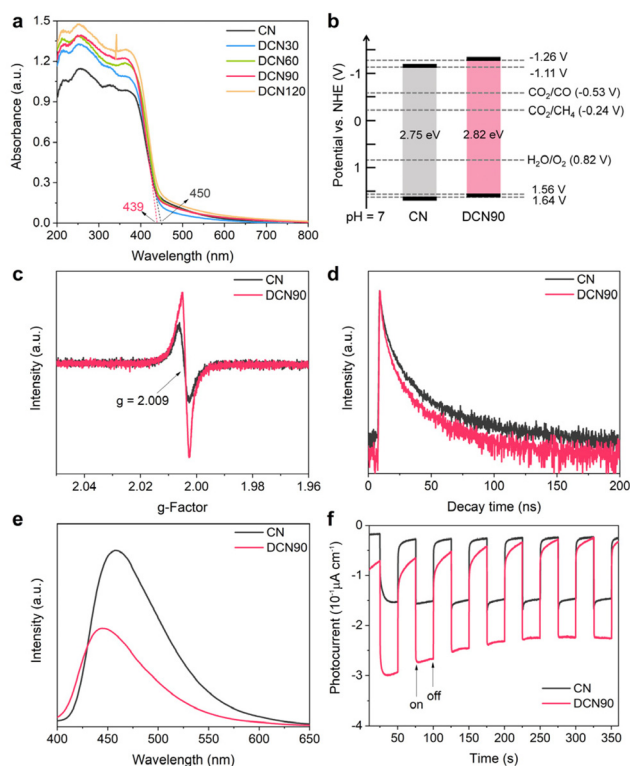 a
CN
DCN30
DCN60
DCN90
DCN120
1.5
1.2
0.9
0.6
0.3
0.0
Absorbance (a.u.)
439
450
200 300 400 500 600 700 800
Wavelength (nm)
b
Potential vs. NHE (V)
-1
0
1
2.75 eV
2.82 eV
-1.26 V
-1.11 V
CO₂/CO (-0.53 V)
CO₂/CH₄ (-0.24 V)
H₂O/O₂ (0.82 V)
1.56 V
1.64 V
pH = 7
CN
DCN90
c
CN
DCN90
Intensity (a.u.)
g = 2.009
2.04 2.02 2.00 1.98 1.96
g-Factor
d
CN
DCN90
Intensity (a.u.)
0 50 100 150 200
Decay time (ns)
e
CN
DCN90
Intensity (a.u.)
400 450 500 550 600 650
Wavelength (nm)
f
Photocurrent (10⁻¹μA cm⁻¹)
0
-1
-2
-3
-4
on
off
CN
DCN90
50 100 150 200 250 300 350
Time (s)